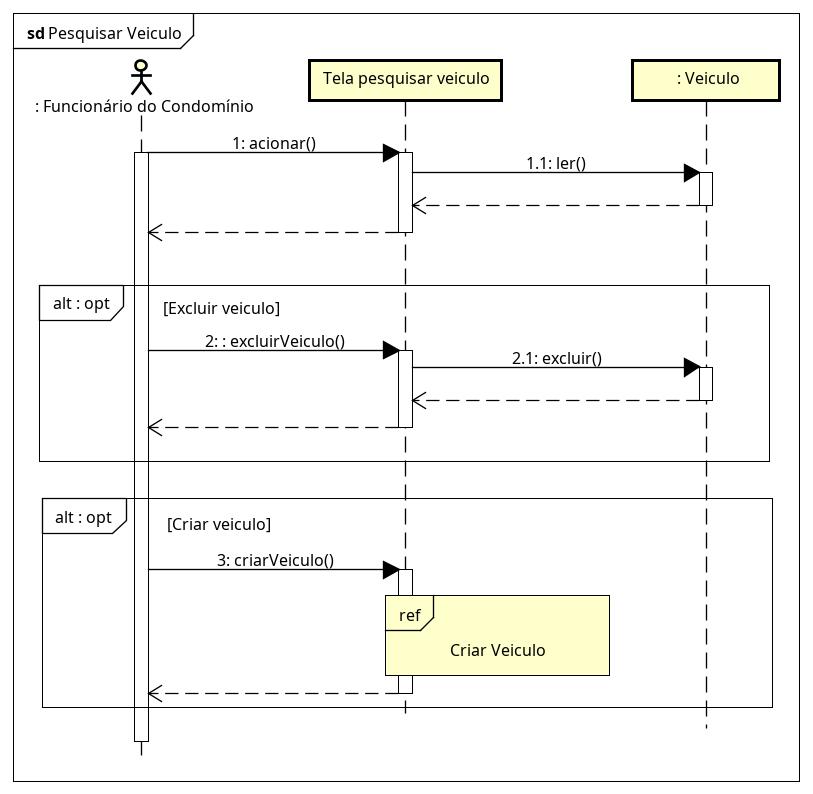 sd Pesquisar Veiculo
: Funcionário do Condomínio
Tela pesquisar veiculo
: Veiculo
1: acionar()
1.1: ler()
alt : opt
[Excluir veiculo]
2: : excluirVeiculo()
2.1: excluir()
alt : opt
[Criar veiculo]
3: criarVeiculo()
ref
Criar Veiculo